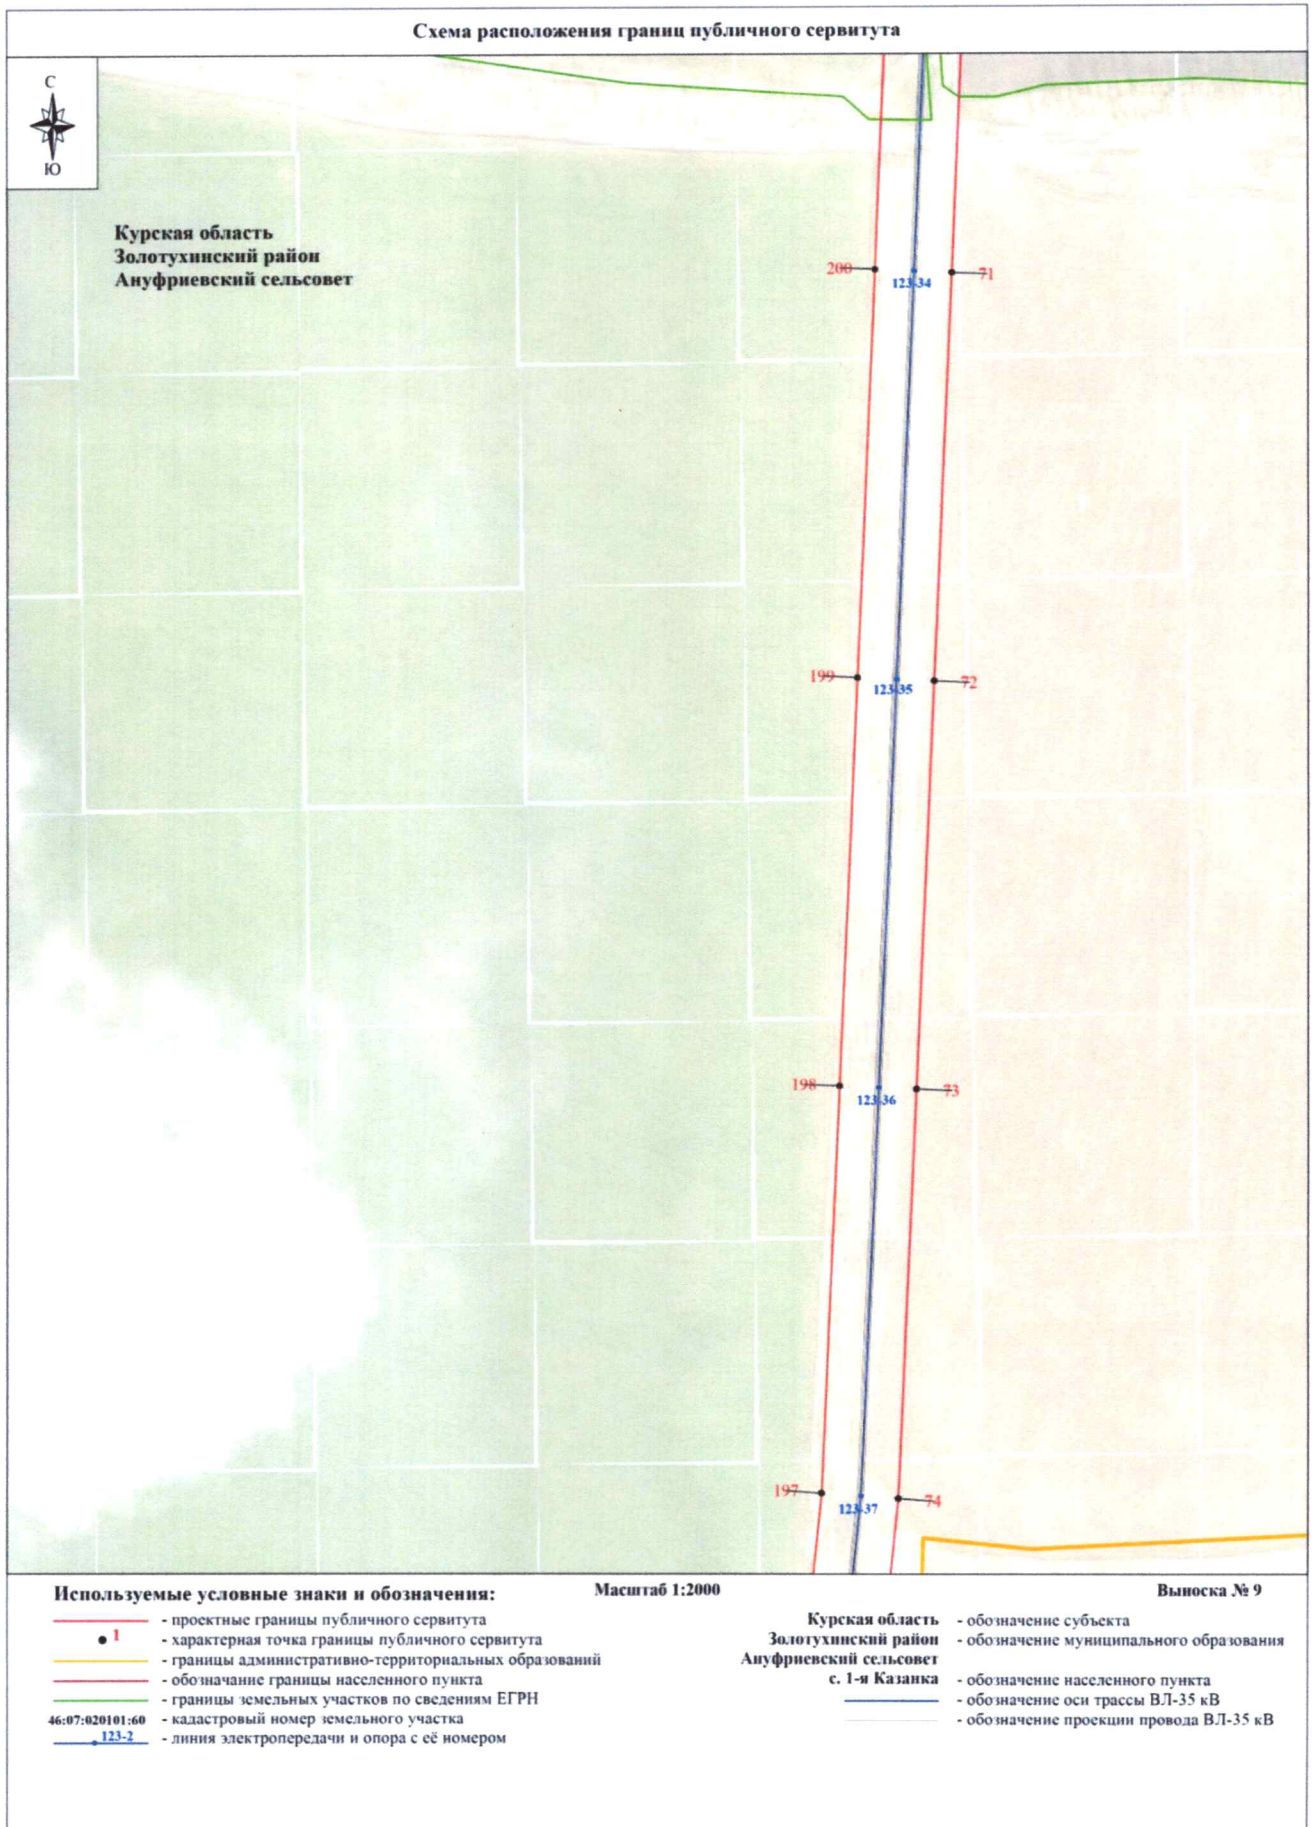 Схема расположения границ публичного сервитута
С
Ю
Курская область
Золотухинский район
Ануфриевский сельсовет
200
123-34
71
199
123-35
72
198
123-36
73
197
123-37
74
Используемые условные знаки и обозначения:
Масштаб 1:2000
Выноска № 9
- проектные границы публичного сервитута
1 - характерная точка границы публичного сервитута
- границы административно-территориальных образований
- обозначание границы населенного пункта
- границы земельных участков по сведениям ЕГРН
46:07:020101:60 - кадастровый номер земельного участка
123-2 - линия электропередачи и опора с её номером
Курская область - обозначение субъекта
Золотухинский район - обозначение муниципального образования
Ануфриевский сельсовет
с. 1-я Казанка - обозначение населенного пункта
- обозначение оси трассы ВЛ-35 кВ
- обозначение проекции провода ВЛ-35 кВ